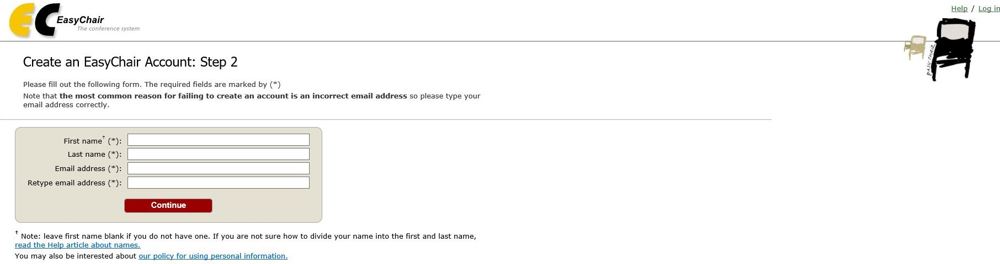 EC EasyChair
The conference system
Help / Log in
EASY CHAIR
Create an EasyChair Account: Step 2
Please fill out the following form. The required fields are marked by (*)
Note that the most common reason for failing to create an account is an incorrect email address so please type your
email address correctly.
First name† (*):
Last name (*):
Email address (*):
Retype email address (*):
Continue
† Note: leave first name blank if you do not have one. If you are not sure how to divide your name into the first and last name,
read the Help article about names.
You may also be interested about our policy for using personal information.